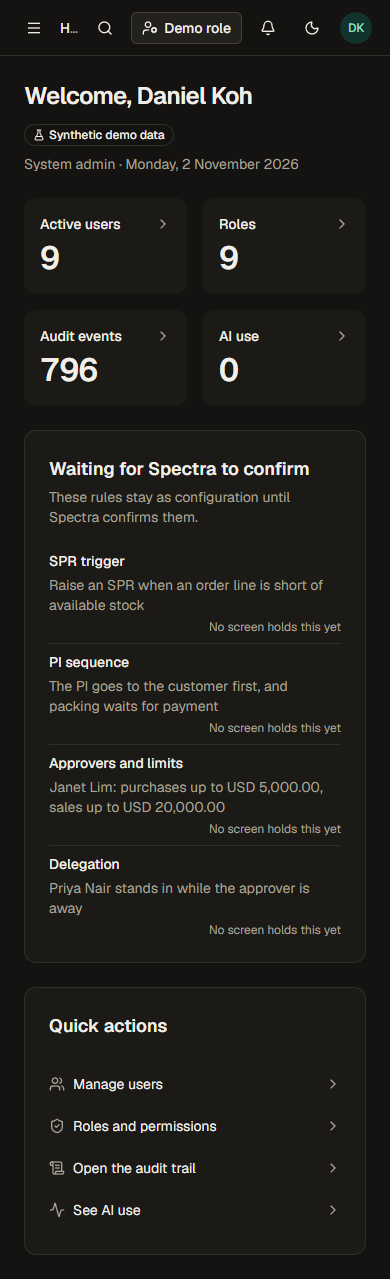 H...
Demo role
DK
Welcome, Daniel Koh
Synthetic demo data
System admin · Monday, 2 November 2026
Active users
9
Roles
9
Audit events
796
AI use
0
Waiting for Spectra to confirm
These rules stay as configuration until
Spectra confirms them.
SPR trigger
Raise an SPR when an order line is short of
available stock
No screen holds this yet
PI sequence
The PI goes to the customer first, and
packing waits for payment
No screen holds this yet
Approvers and limits
Janet Lim: purchases up to USD 5,000.00,
sales up to USD 20,000.00
No screen holds this yet
Delegation
Priya Nair stands in while the approver is
away
No screen holds this yet
Quick actions
Manage users
Roles and permissions
Open the audit trail
See AI use